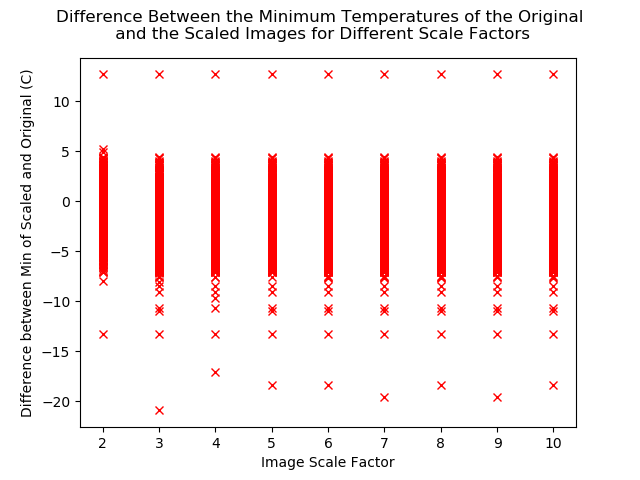 Difference Between the Minimum Temperatures of the Original
and the Scaled Images for Different Scale Factors
Difference between Min of Scaled and Original (C)
10
5
0
−5
−10
−15
−20
2 3 4 5 6 7 8 9 10
Image Scale Factor